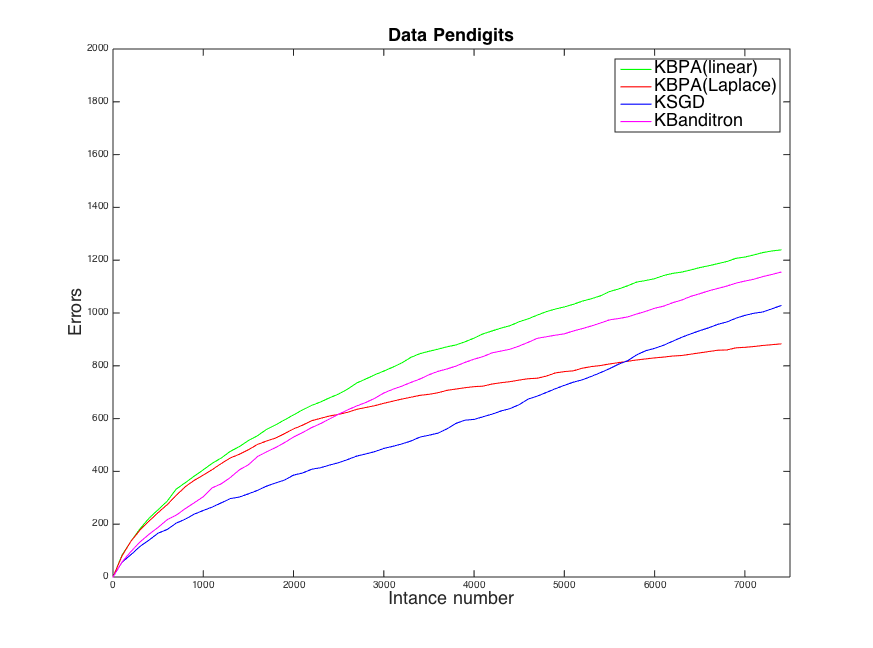 Data Pendigits
KBPA(linear)
KBPA(Laplace)
KSGD
KBanditron
Errors
2000
1800
1600
1400
1200
1000
800
600
400
200
0
0 1000 2000 3000 4000 5000 6000 7000
Intance number